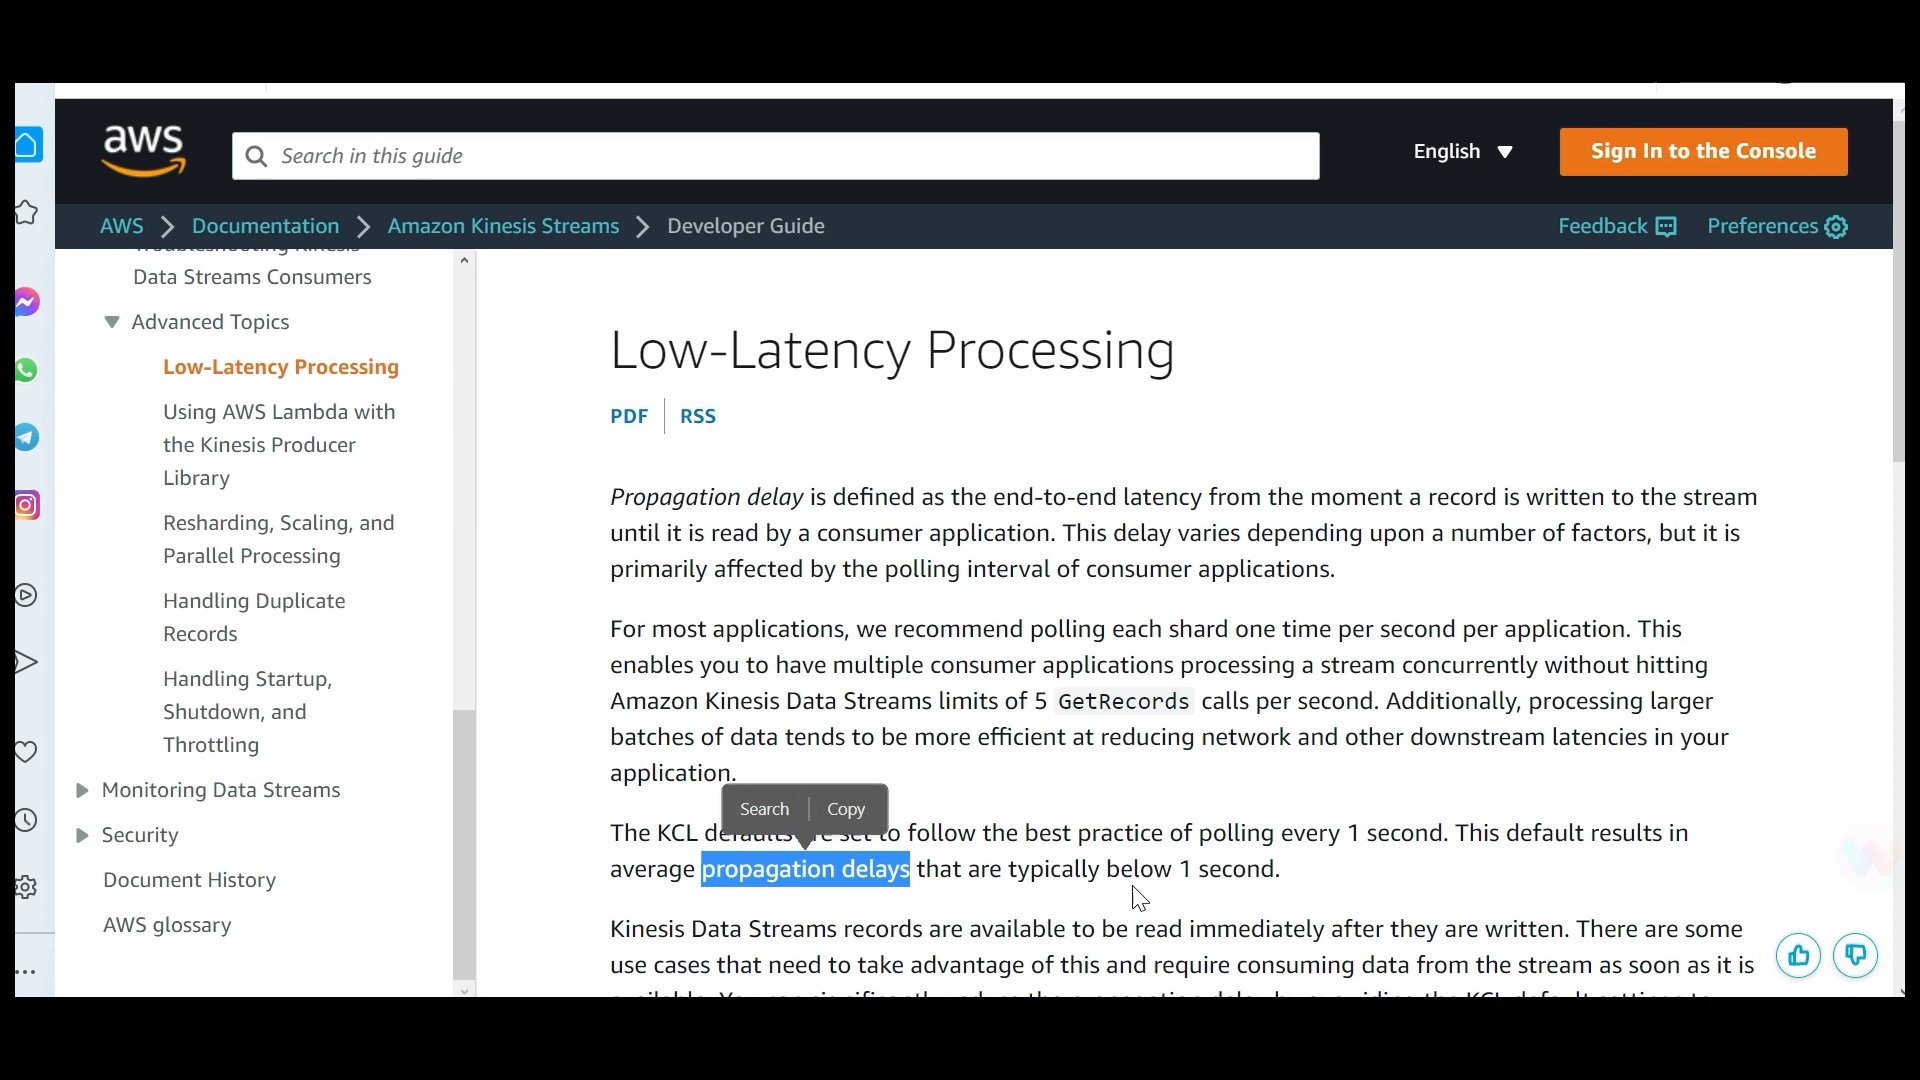 aws
Search in this guide
English
Sign In to the Console
AWS
Documentation
Amazon Kinesis Streams
Developer Guide
Feedback
Preferences
Troubleshooting Kinesis
Data Streams Consumers
Advanced Topics
Low-Latency Processing
Using AWS Lambda with
the Kinesis Producer
Library
Resharding, Scaling, and
Parallel Processing
Handling Duplicate
Records
Handling Startup,
Shutdown, and
Throttling
Monitoring Data Streams
Security
Document History
AWS glossary
Low-Latency Processing
PDF
RSS
Propagation delay is defined as the end-to-end latency from the moment a record is written to the stream
until it is read by a consumer application. This delay varies depending upon a number of factors, but it is
primarily affected by the polling interval of consumer applications.
For most applications, we recommend polling each shard one time per second per application. This
enables you to have multiple consumer applications processing a stream concurrently without hitting
Amazon Kinesis Data Streams limits of 5 GetRecords calls per second. Additionally, processing larger
batches of data tends to be more efficient at reducing network and other downstream latencies in your
application.
Search
Copy
The KCL defaults are set to follow the best practice of polling every 1 second. This default results in
average propagation delays that are typically below 1 second.
Kinesis Data Streams records are available to be read immediately after they are written. There are some
use cases that need to take advantage of this and require consuming data from the stream as soon as it is